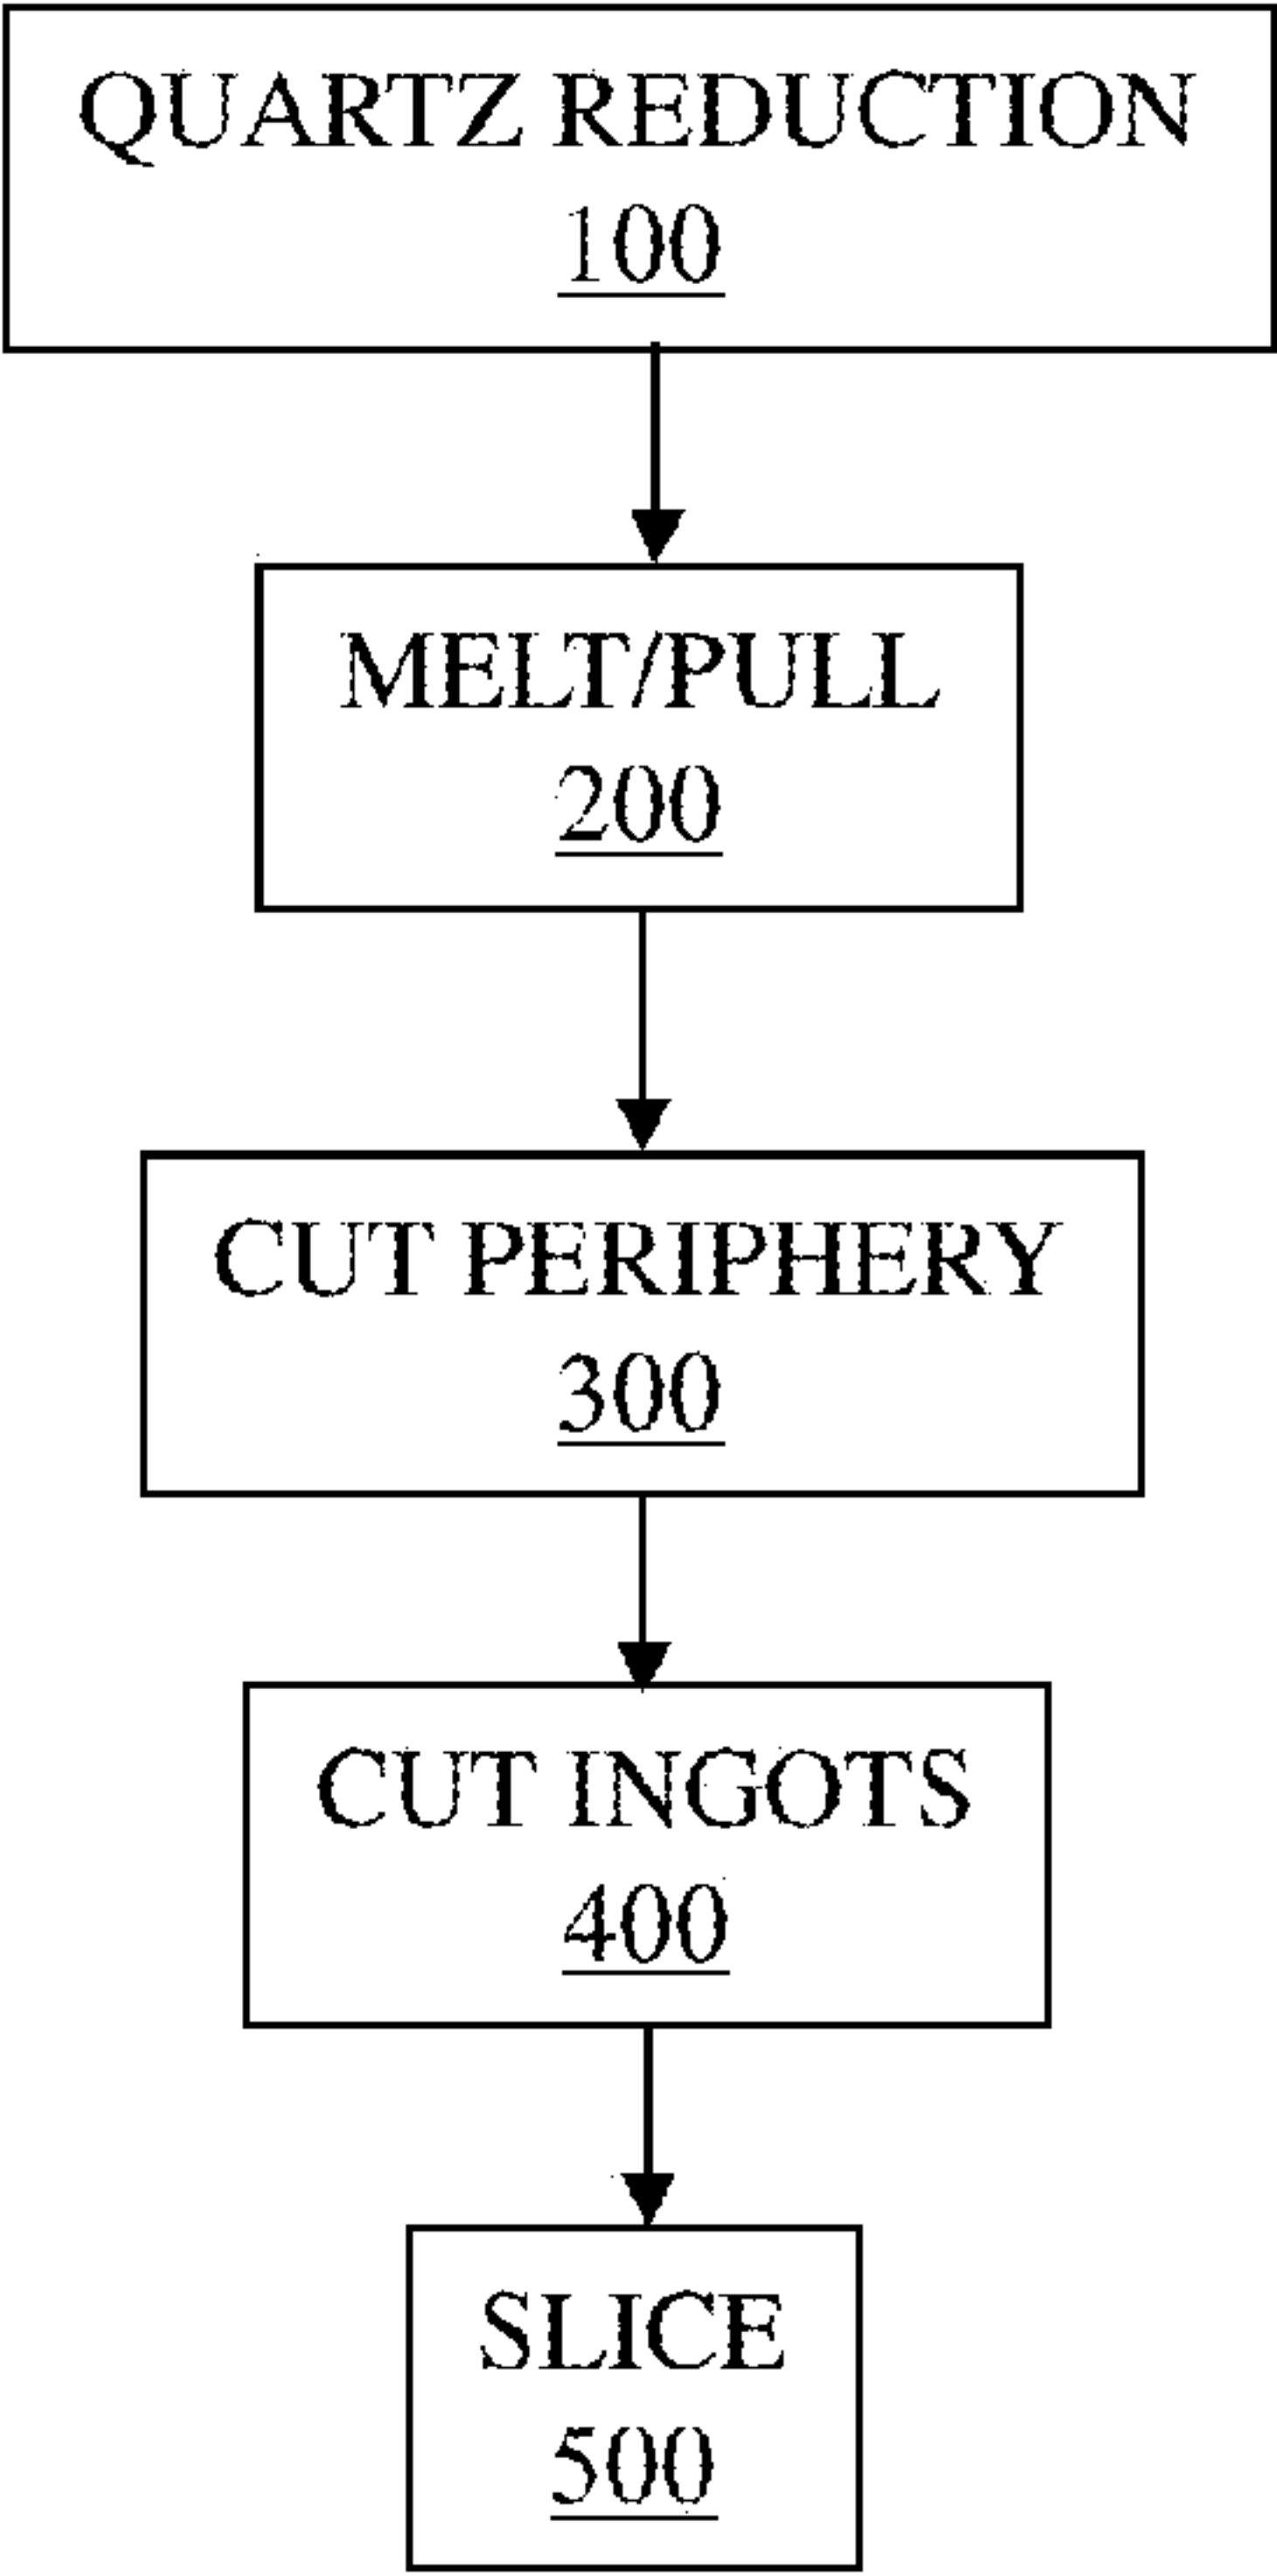 QUARTZ REDUCTION
100
MELT/PULL
200
CUT PERIPHERY
300
CUT INGOTS
400
SLICE
500